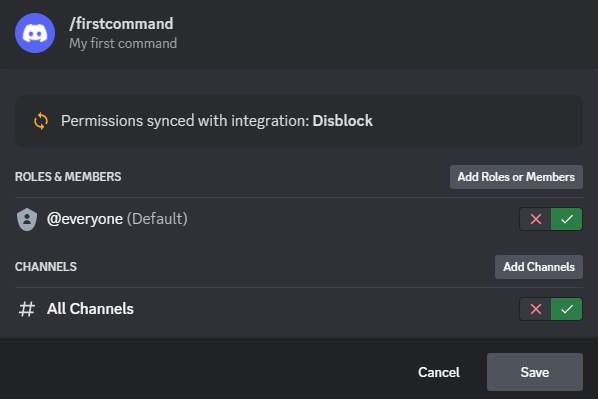 /firstcommand
My first command
Permissions synced with integration: Disblock
ROLES & MEMBERS
Add Roles or Members
@everyone (Default)
CHANNELS
Add Channels
All Channels
Cancel
Save